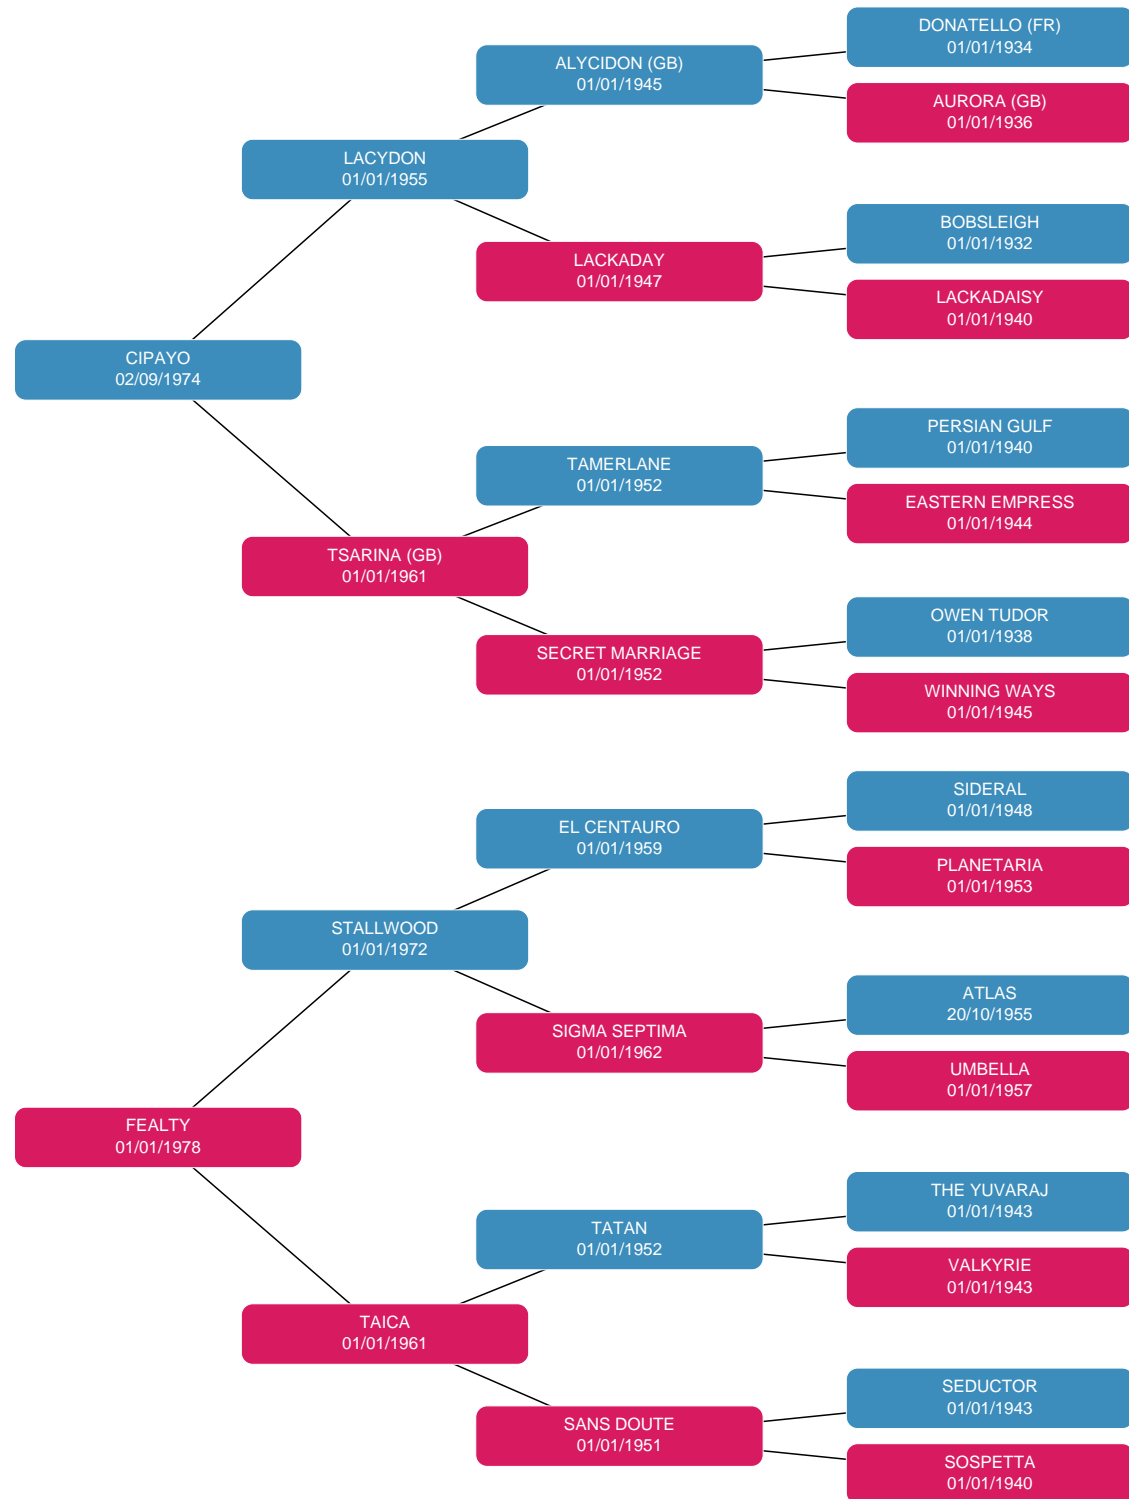 DONATELLO (FR)
01/01/1934
ALYCIDON (GB)
01/01/1945
AURORA (GB)
01/01/1936
LACYDON
01/01/1955
BOBSLEIGH
01/01/1932
LACKADAY
01/01/1947
LACKADAISY
01/01/1940
CIPAYO
02/09/1974
PERSIAN GULF
01/01/1940
TAMERLANE
01/01/1952
EASTERN EMPRESS
01/01/1944
TSARINA (GB)
01/01/1961
OWEN TUDOR
01/01/1938
SECRET MARRIAGE
01/01/1952
WINNING WAYS
01/01/1945
SIDERAL
01/01/1948
EL CENTAURO
01/01/1959
PLANETARIA
01/01/1953
STALLWOOD
01/01/1972
ATLAS
20/10/1955
SIGMA SEPTIMA
01/01/1962
UMBELLA
01/01/1957
FEALTY
01/01/1978
THE YUVARAJ
01/01/1943
TATAN
01/01/1952
VALKYRIE
01/01/1943
TAICA
01/01/1961
SEDUCTOR
01/01/1943
SANS DOUTE
01/01/1951
SOSPETTA
01/01/1940